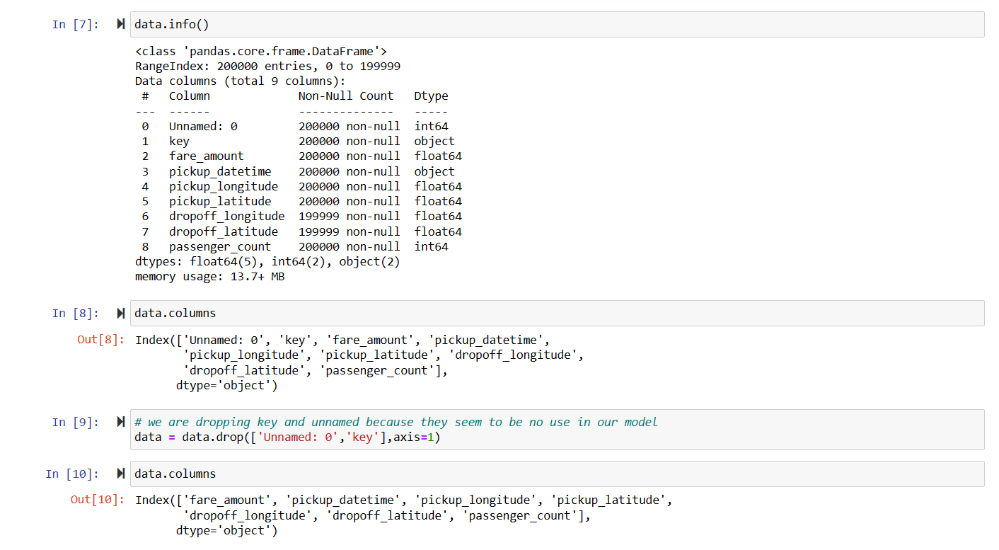 In [7]: data.info()
<class 'pandas.core.frame.DataFrame'>
RangeIndex: 200000 entries, 0 to 199999
Data columns (total 9 columns):
 #   Column             Non-Null Count   Dtype
---  ------             --------------   -----
 0   Unnamed: 0         200000 non-null  int64
 1   key                200000 non-null  object
 2   fare_amount        200000 non-null  float64
 3   pickup_datetime    200000 non-null  object
 4   pickup_longitude   200000 non-null  float64
 5   pickup_latitude    200000 non-null  float64
 6   dropoff_longitude  199999 non-null  float64
 7   dropoff_latitude   199999 non-null  float64
 8   passenger_count    200000 non-null  int64
dtypes: float64(5), int64(2), object(2)
memory usage: 13.7+ MB
In [8]: data.columns
Out[8]: Index(['Unnamed: 0', 'key', 'fare_amount', 'pickup_datetime',
       'pickup_longitude', 'pickup_latitude', 'dropoff_longitude',
       'dropoff_latitude', 'passenger_count'],
      dtype='object')
In [9]: # we are dropping key and unnamed because they seem to be no use in our model
data = data.drop(['Unnamed: 0','key'],axis=1)
In [10]: data.columns
Out[10]: Index(['fare_amount', 'pickup_datetime', 'pickup_longitude', 'pickup_latitude',
       'dropoff_longitude', 'dropoff_latitude', 'passenger_count'],
      dtype='object')